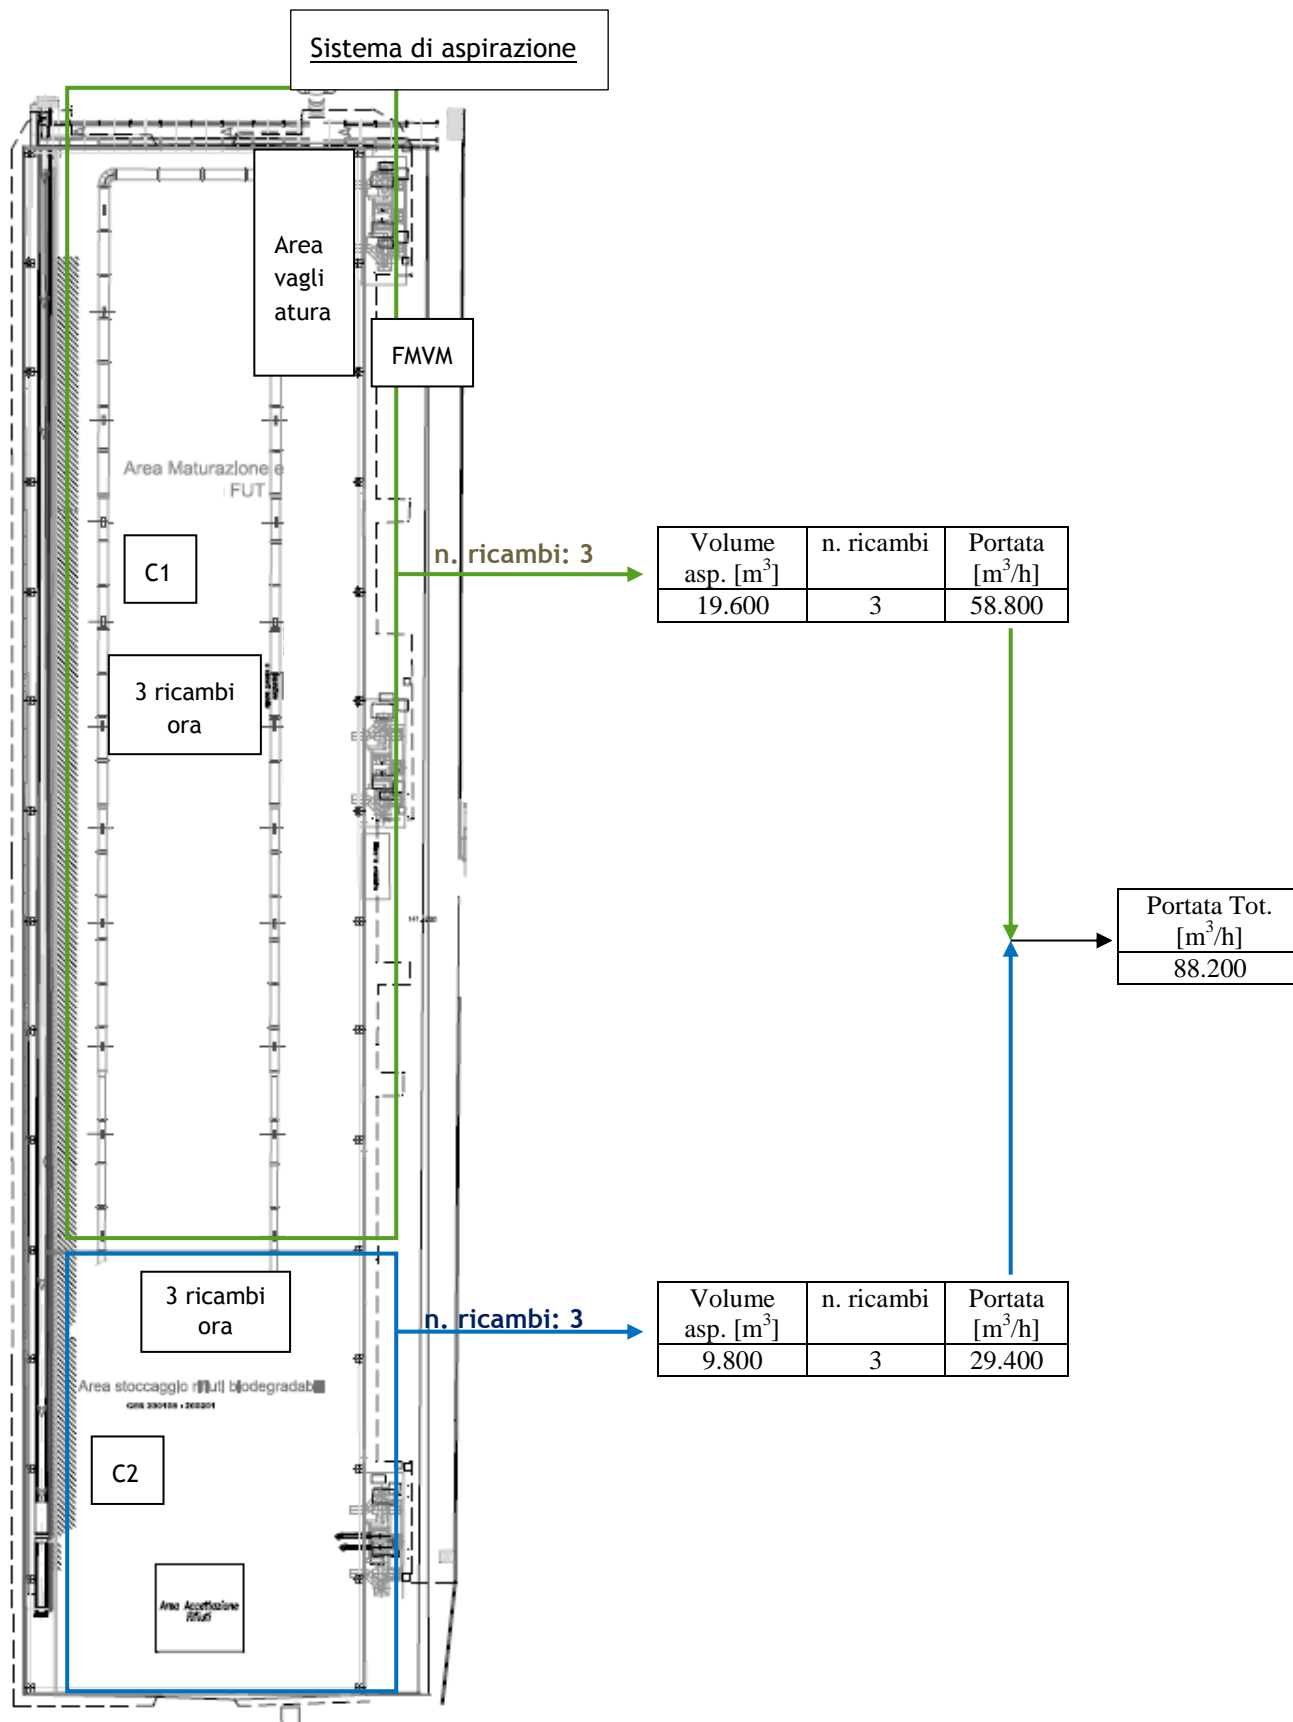 Sistema di aspirazione
Area
vagli
atura
FMVM
Area Maturazione e
FUT
C1
n. ricambi: 3
Volume asp. [m³] n. ricambi Portata [m³/h]
19.600 3 58.800
3 ricambi
ora
Portata Tot.
[m³/h]
88.200
3 ricambi
ora
n. ricambi: 3
Volume asp. [m³] n. ricambi Portata [m³/h]
9.800 3 29.400
Area stoccaggio rifiuti biodegradab
C2
Area Accettazione
Rifiuti